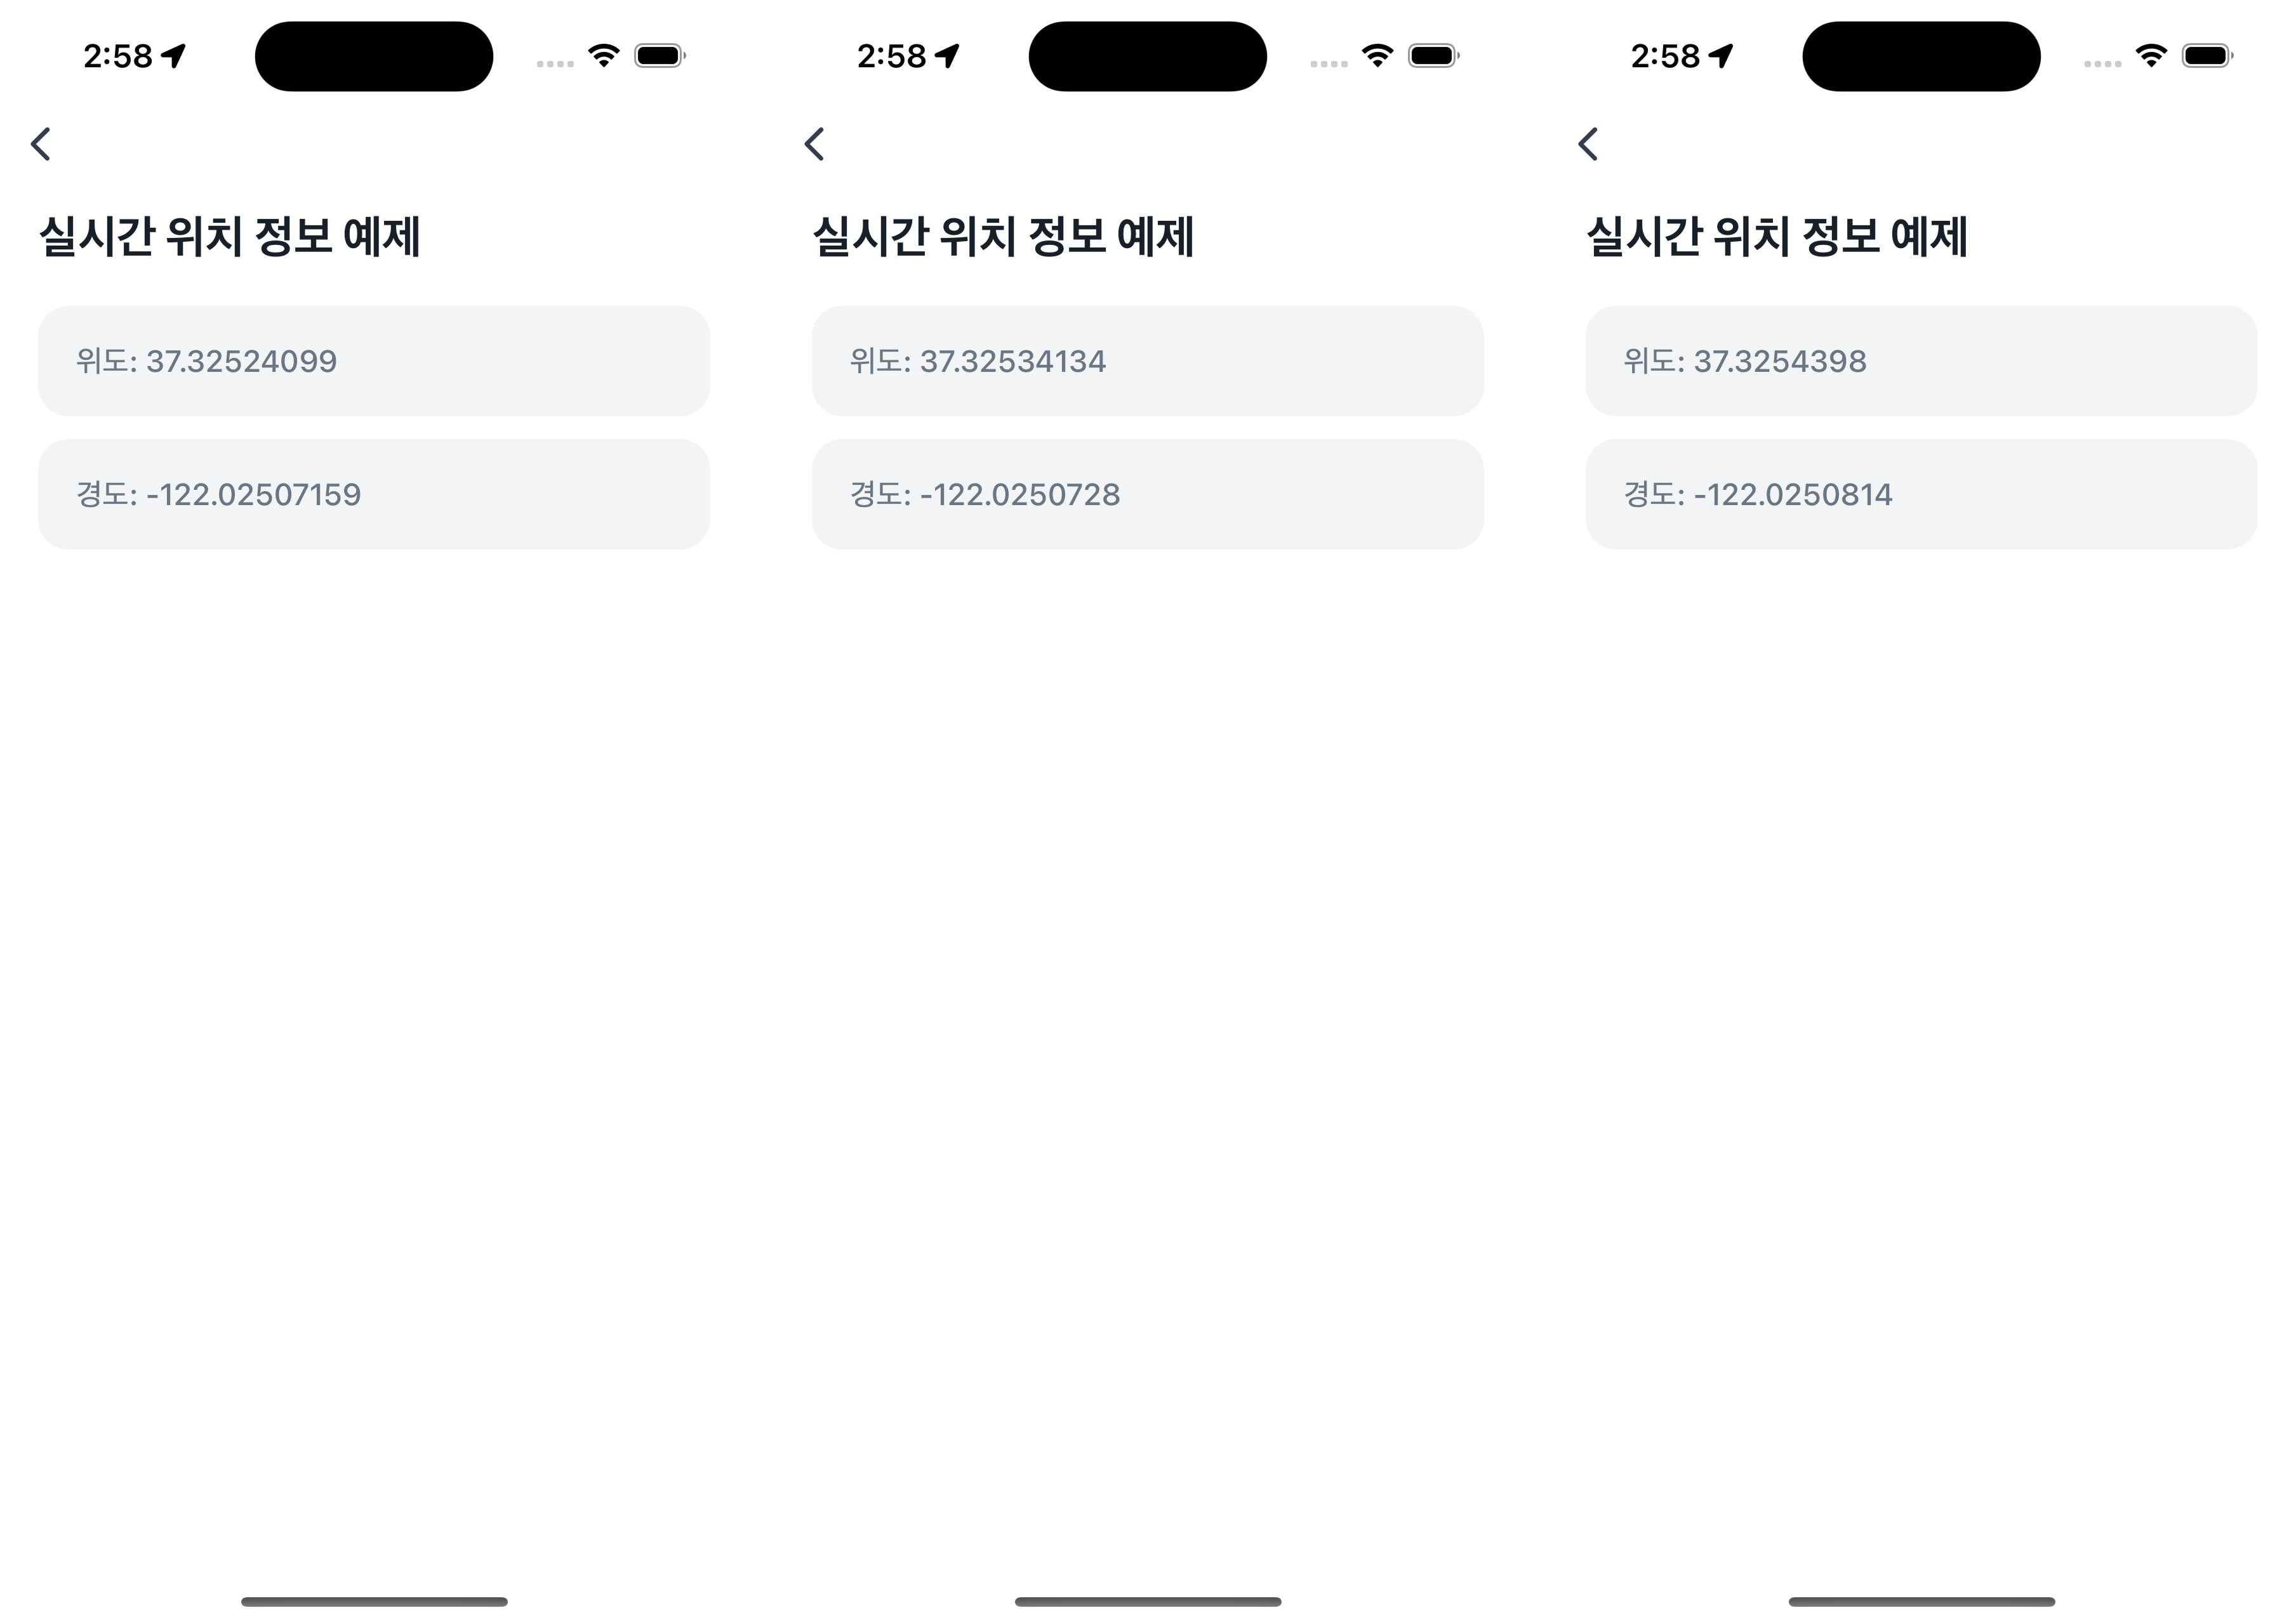 2:58
실시간 위치 정보 예제
위도: 37.32524099
경도: -122.02507159
2:58
실시간 위치 정보 예제
위도: 37.32534134
경도: -122.0250728
2:58
실시간 위치 정보 예제
위도: 37.3254398
경도: -122.0250814